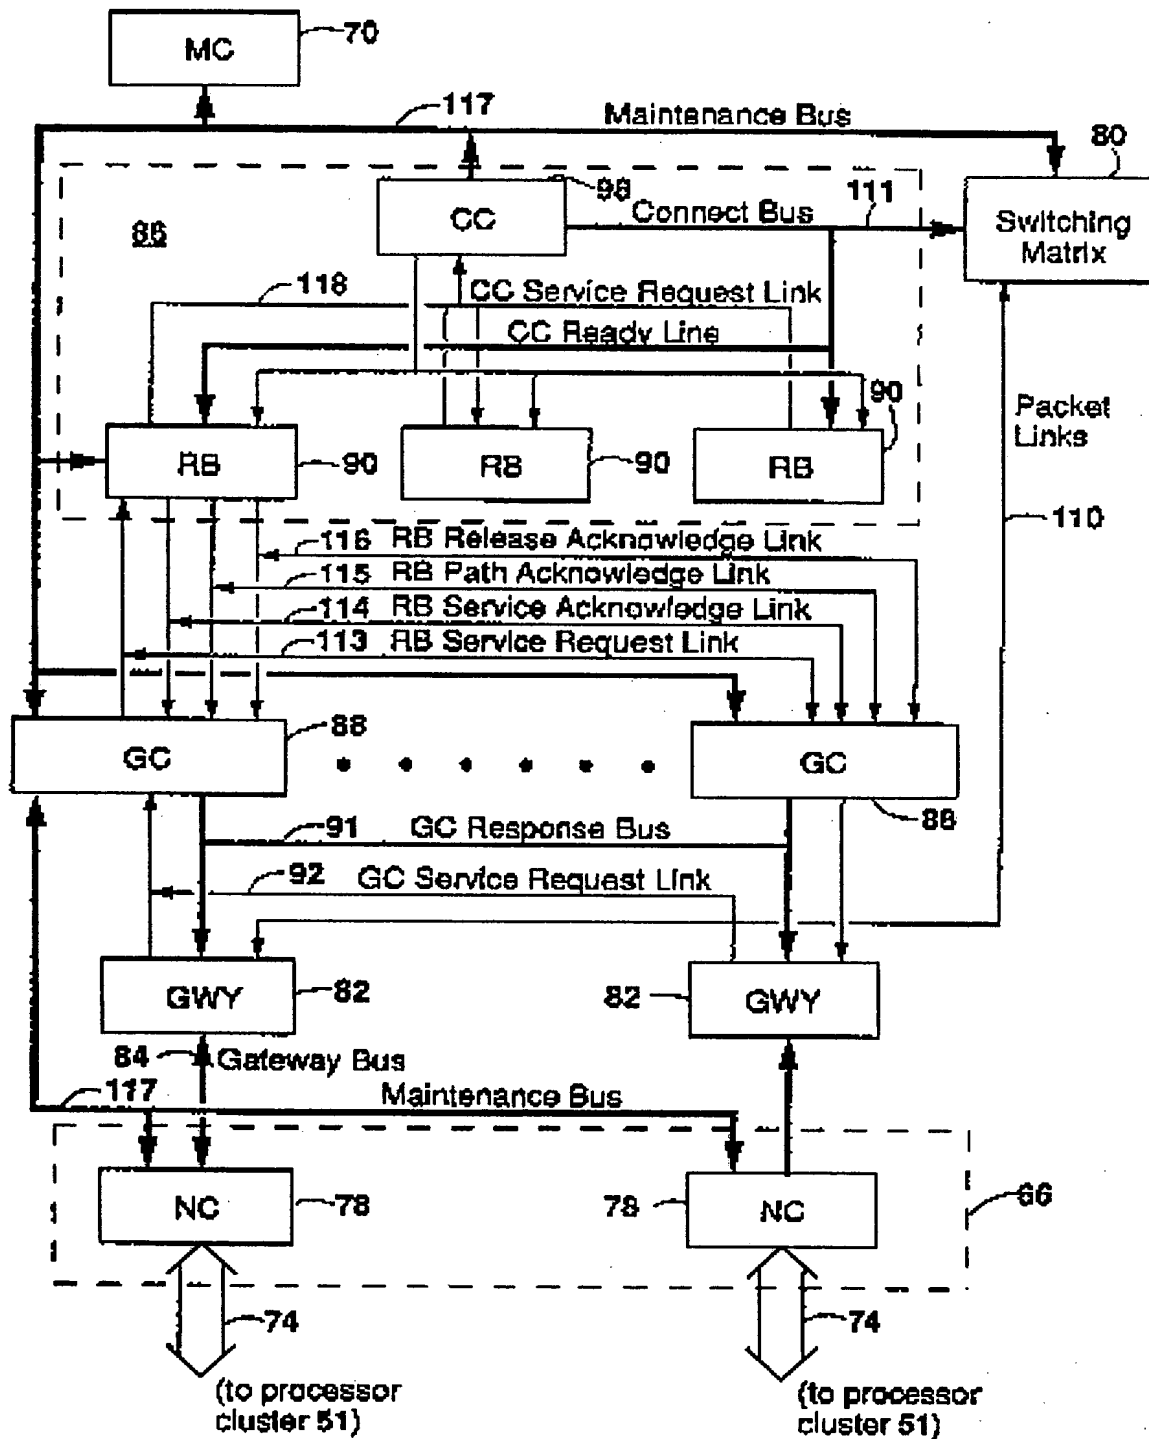 MC
70
117
Maintenance Bus
80
98
CC
Connect Bus
111
Switching
Matrix
86
118
CC Service Request Link
CC Ready Line
90
Packet
Links
RB
90
RB
90
RB
110
116 RB Release Acknowledge Link
115 RB Path Acknowledge Link
114 RB Service Acknowledge Link
113 RB Service Request Link
88
GC
GC
88
91
GC Response Bus
92
GC Service Request Link
GWY
82
82
GWY
84
Gateway Bus
117
Maintenance Bus
NC
78
78
NC
66
74
74
(to processor
cluster 51)
(to processor
cluster 51)